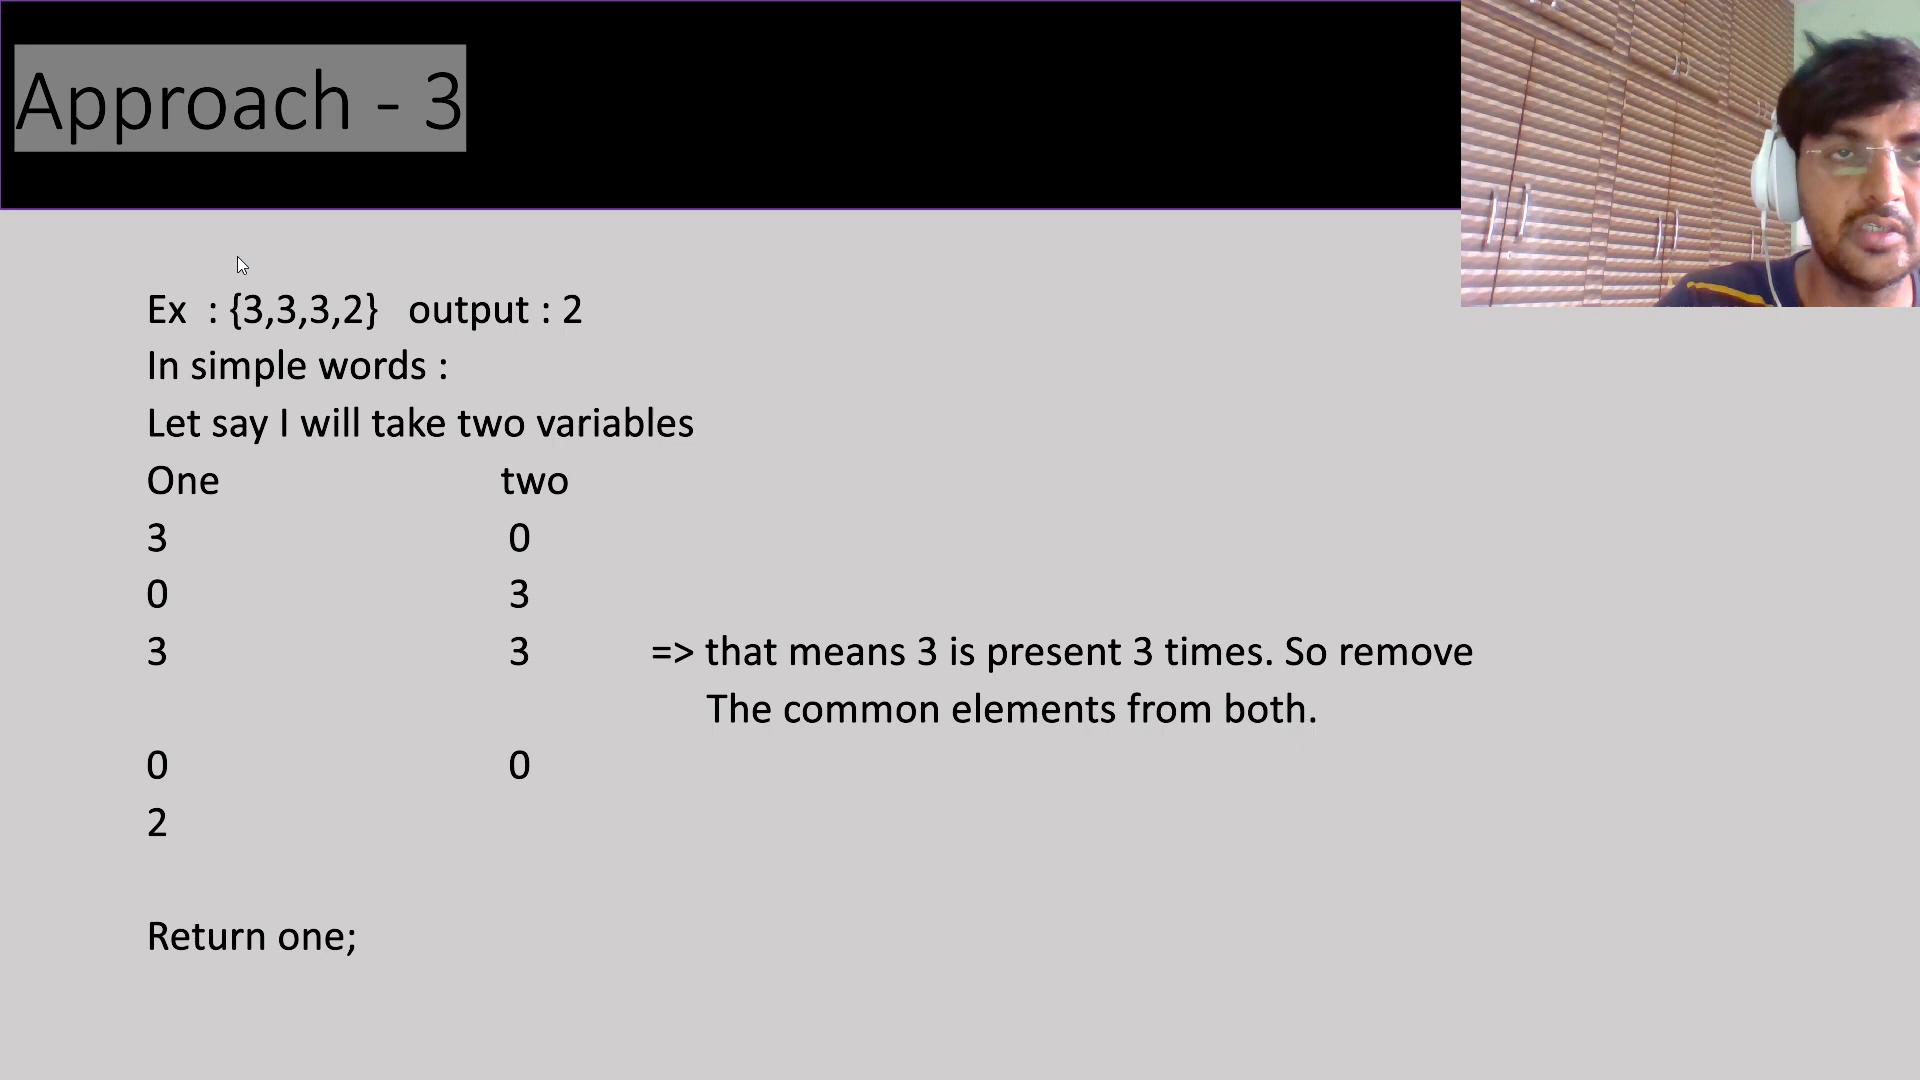 Approach - 3
Ex : {3,3,3,2} output : 2
In simple words :
Let say I will take two variables
One two
3 0
0 3
3 3 => that means 3 is present 3 times. So remove
The common elements from both.
0 0
2
Return one;